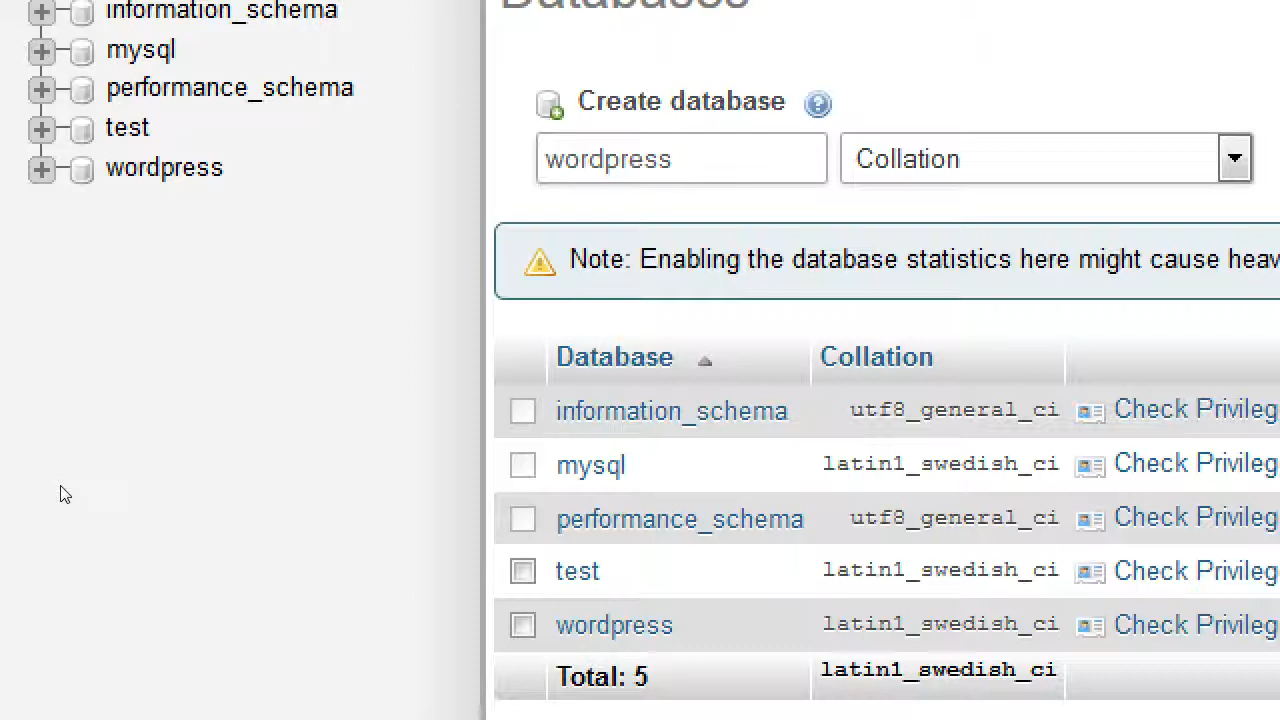 information_schema
mysql
performance_schema
test
wordpress
Databases
Create database
wordpress
Collation
Note: Enabling the database statistics here might cause heav
Database Collation
information_schema utf8_general_ci Check Privileg
mysql latin1_swedish_ci Check Privileg
performance_schema utf8_general_ci Check Privileg
test latin1_swedish_ci Check Privileg
wordpress latin1_swedish_ci Check Privileg
Total: 5 latin1_swedish_ci